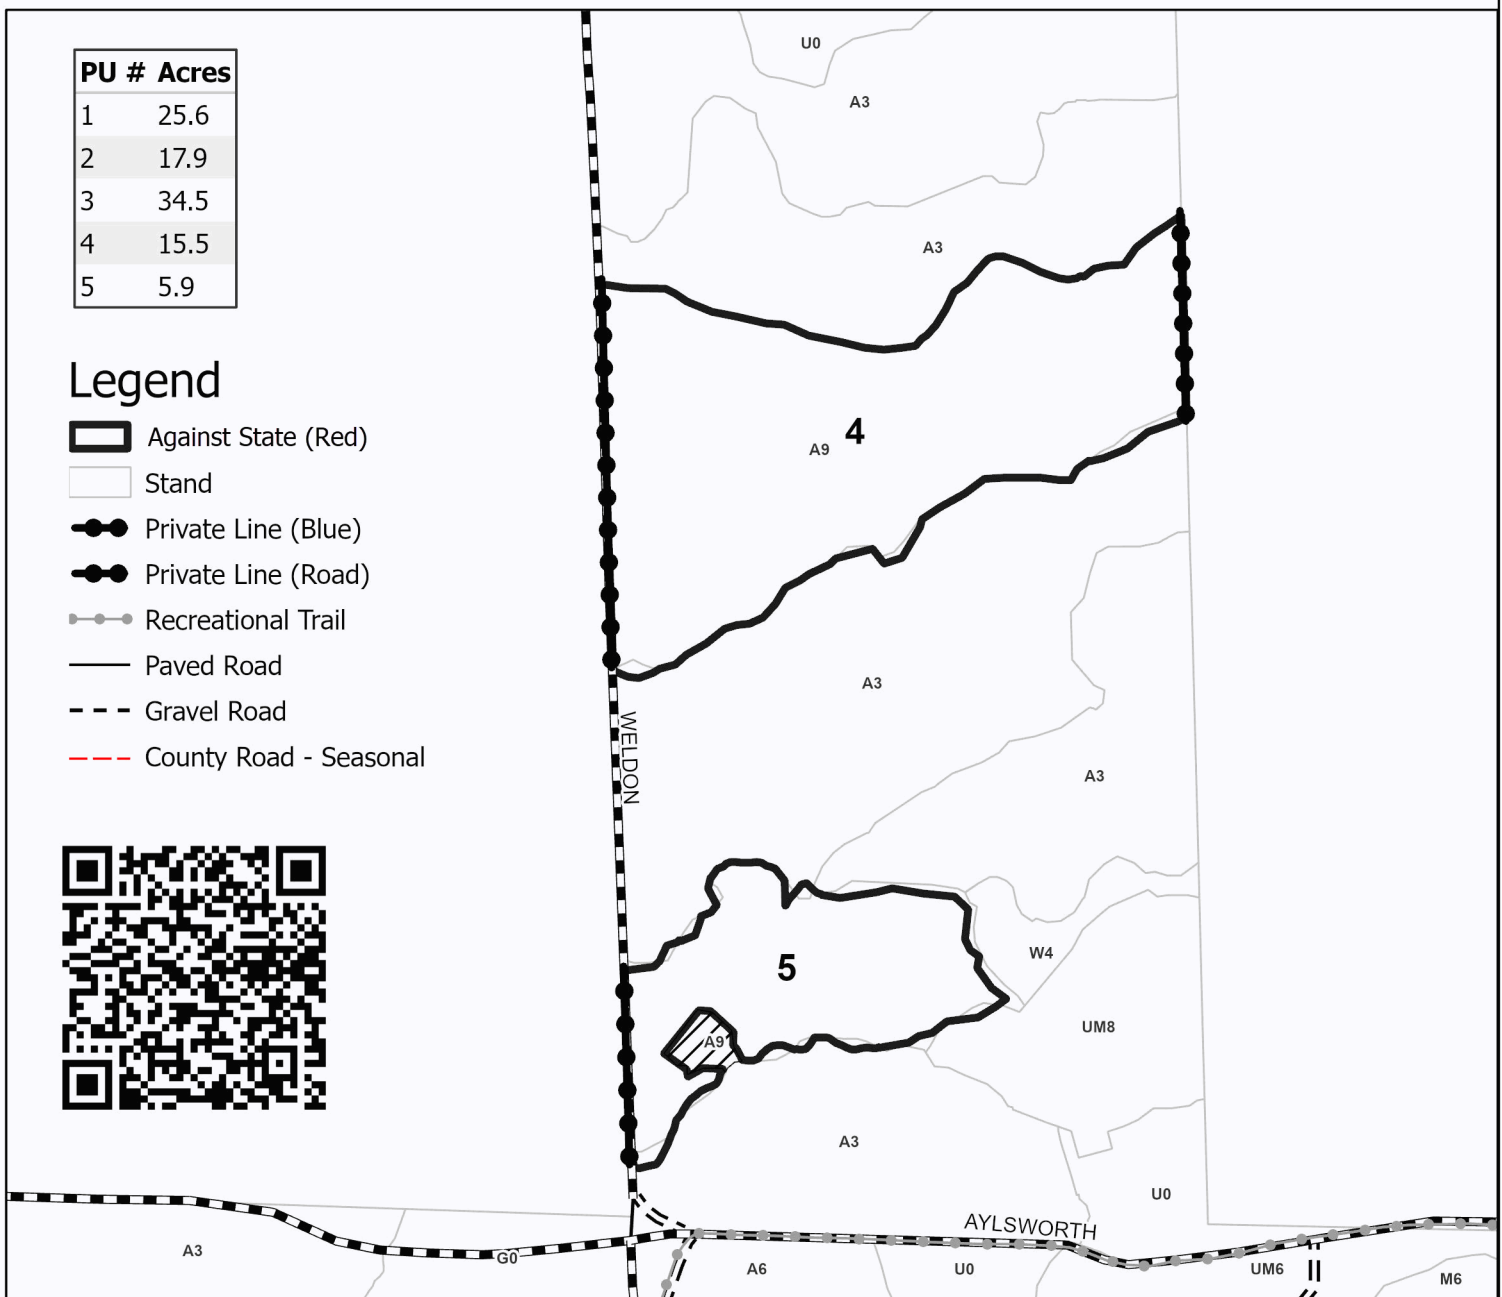 PU # Acres
1 25.6
2 17.9
3 34.5
4 15.5
5 5.9
Legend
Against State (Red)
Stand
Private Line (Blue)
Private Line (Road)
Recreational Trail
Paved Road
Gravel Road
County Road - Seasonal
U0
A3
A3
4
A9
WELDON
A3
A3
5
W4
A9
UM8
A3
U0
AYLSWORTH
A3
G0
A6
U0
UM6
M6